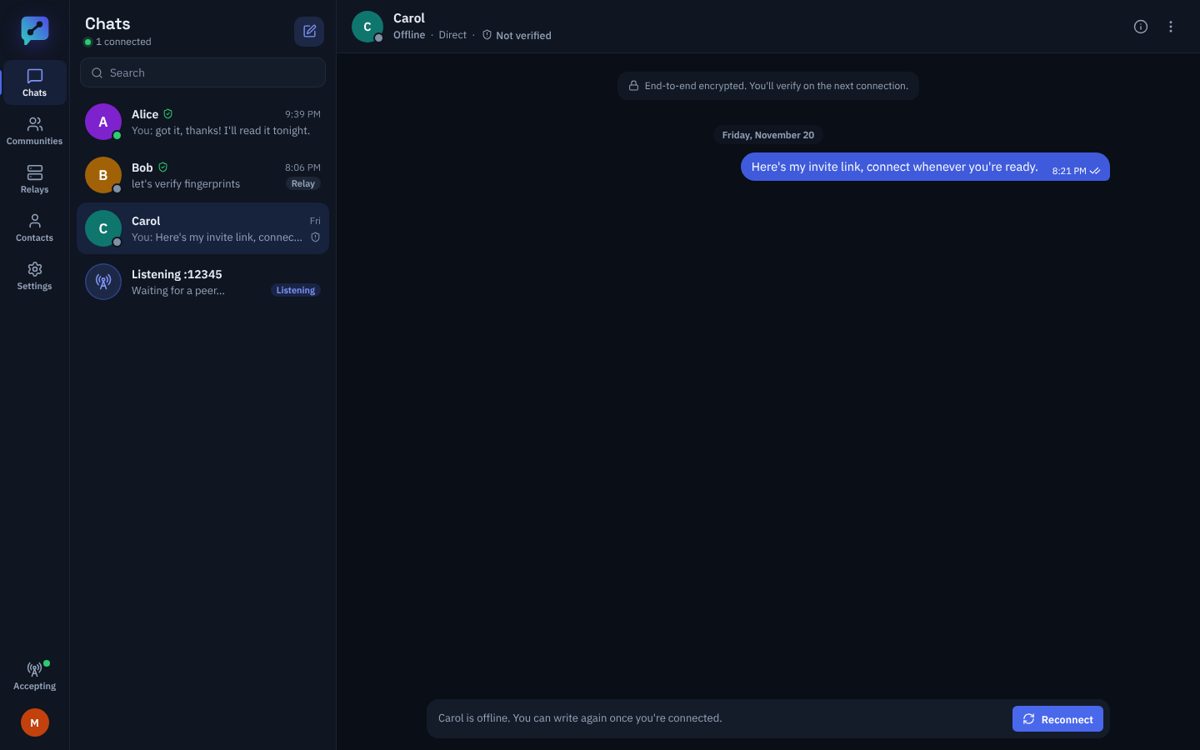 Chats
1 connected
Search
Chats
Communities
Relays
Contacts
Settings
Accepting
M
A
Alice
9:39 PM
You: got it, thanks! I'll read it tonight.
B
Bob
8:06 PM
let's verify fingerprints
Relay
C
Carol
Fri
You: Here's my invite link, connec...
Listening :12345
Waiting for a peer...
Listening
C
Carol
Offline · Direct · Not verified
End-to-end encrypted. You'll verify on the next connection.
Friday, November 20
Here's my invite link, connect whenever you're ready.
8:21 PM
Carol is offline. You can write again once you're connected.
Reconnect